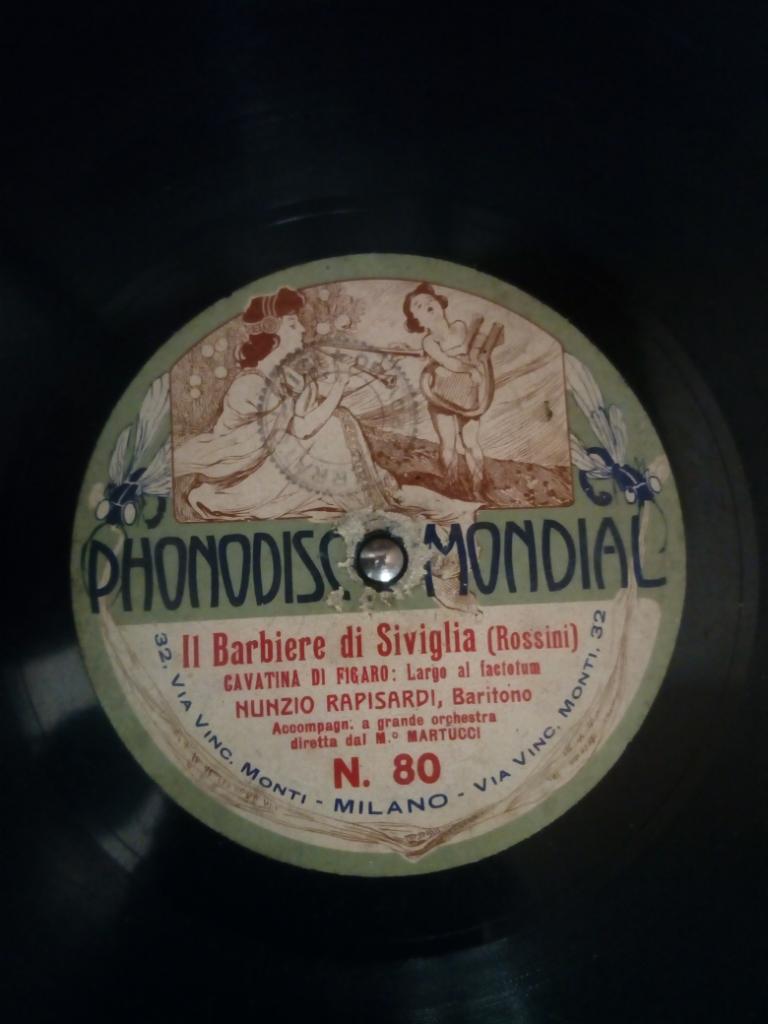 PHONODISCO MONDIAL
Il Barbiere di Siviglia (Rossini)
CAVATINA DI FIGARO: Largo al factotum
NUNZIO RAPISARDI, Baritono
Accompagn. a grande orchestra
diretta dal M.º MARTUCCI
N. 80
32, VIA VINC. MONTI - MILANO - VIA VINC. MONTI, 32